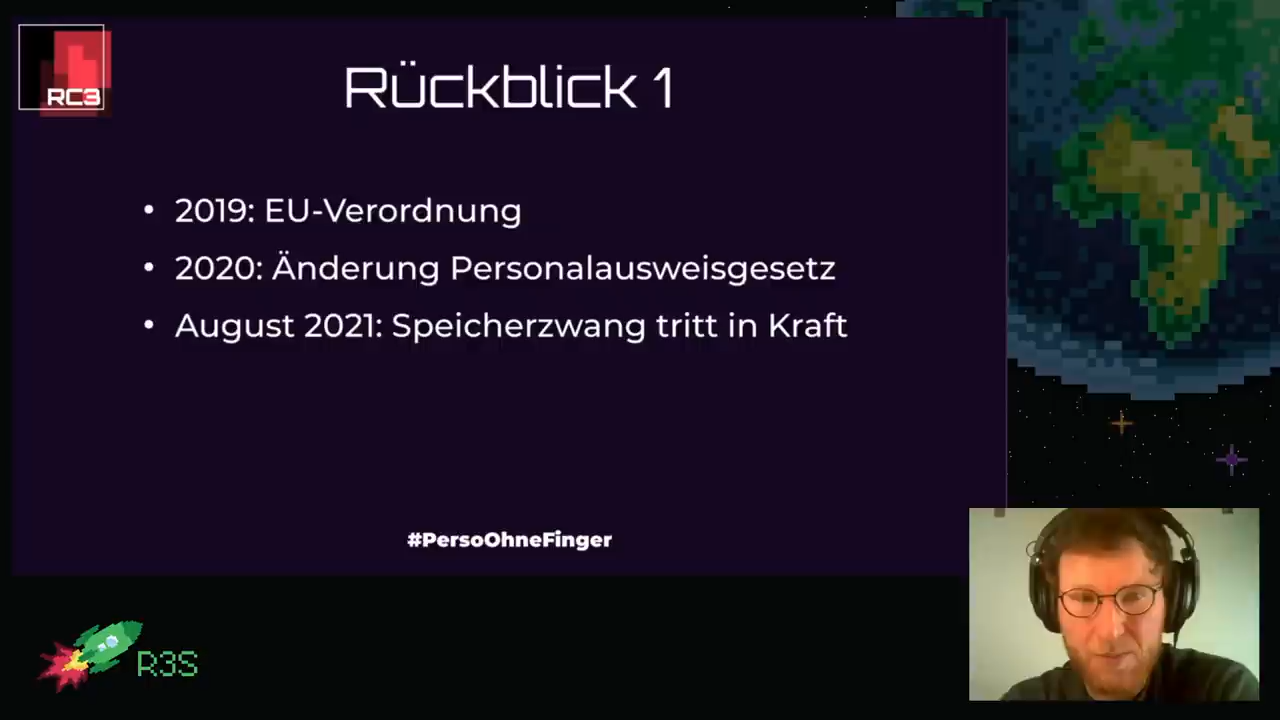 RC3
Rückblick 1
• 2019: EU-Verordnung
• 2020: Änderung Personalausweisgesetz
• August 2021: Speicherzwang tritt in Kraft
#PersoOhneFinger
R3S